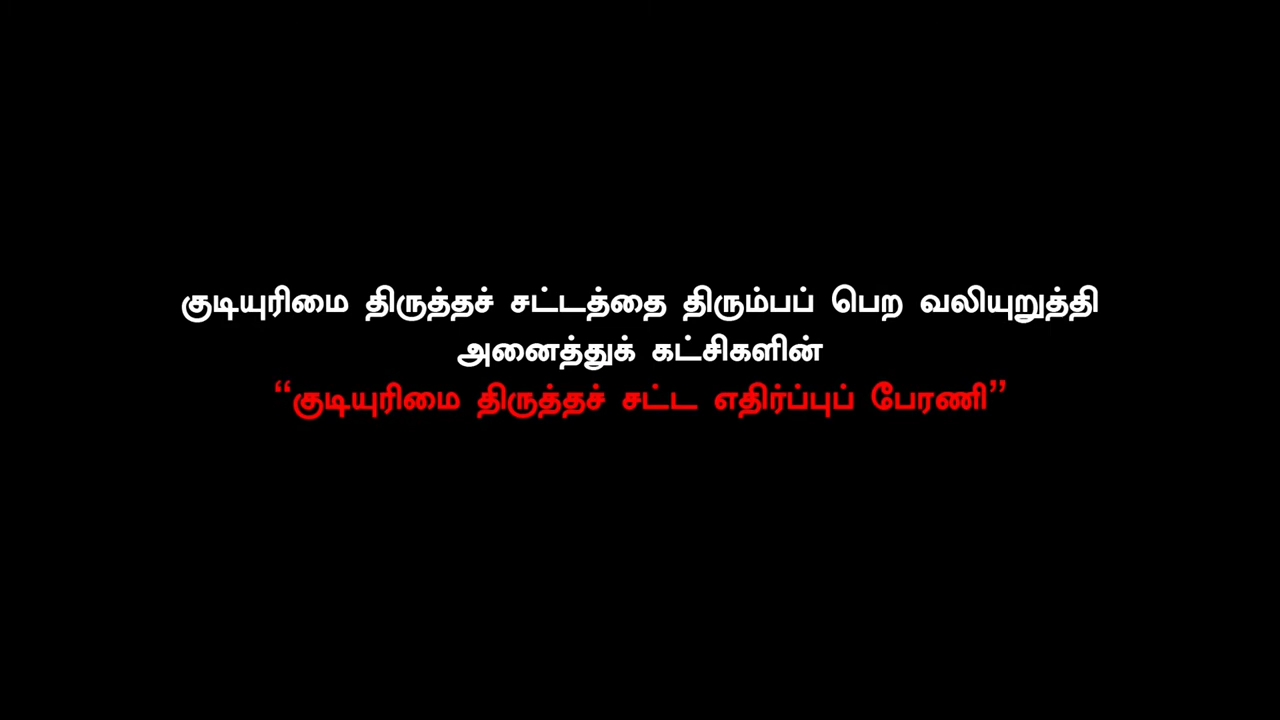 குடியுரிமை திருத்தச் சட்டத்தை திரும்பப் பெற வலியுறுத்தி
அனைத்துக் கட்சிகளின்
“குடியுரிமை திருத்தச் சட்ட எதிர்ப்புப் பேரணி”